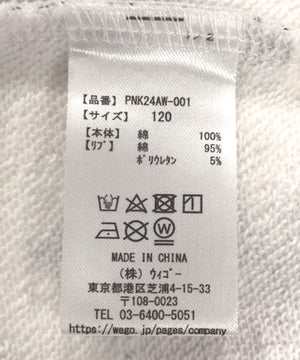 【品番】 PNK24AW-001
【サイズ】 120
【本体】 綿 100%
【リブ】 綿 95%
ポリウレタン 5%
MADE IN CHINA
(株) ウィゴー
東京都港区芝浦4-15-33
〒108-0023
TEL 03-6400-5051
https://wego.jp/pages/company